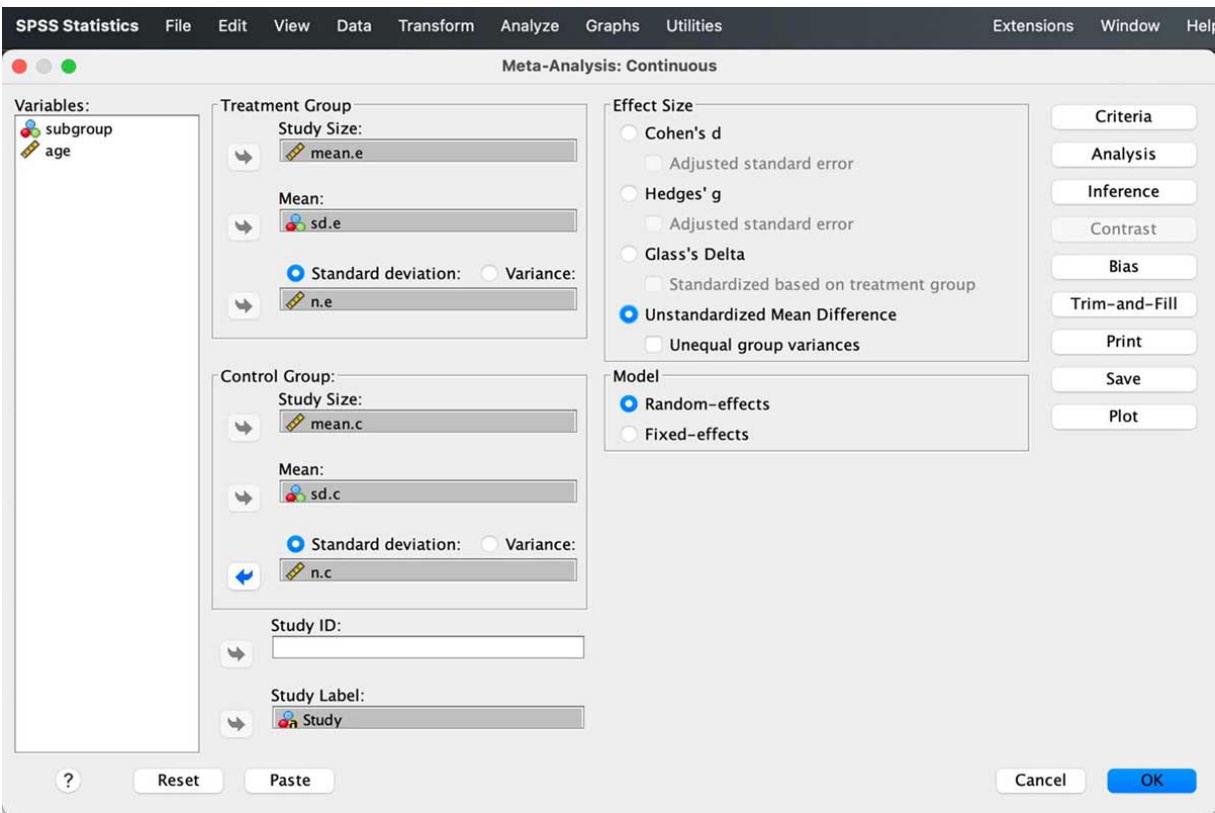 SPSS Statistics File Edit View Data Transform Analyze Graphs Utilities Extensions Window Help
Meta-Analysis: Continuous
Variables:
subgroup
age
Treatment Group
Study Size:
mean.e
Mean:
sd.e
Standard deviation: Variance:
n.e
Control Group:
Study Size:
mean.c
Mean:
sd.c
Standard deviation: Variance:
n.c
Study ID:
Study Label:
a Study
Effect Size
Cohen's d
Adjusted standard error
Hedges' g
Adjusted standard error
Glass's Delta
Standardized based on treatment group
Unstandardized Mean Difference
Unequal group variances
Model
Random-effects
Fixed-effects
Criteria
Analysis
Inference
Contrast
Bias
Trim-and-Fill
Print
Save
Plot
? Reset Paste Cancel OK